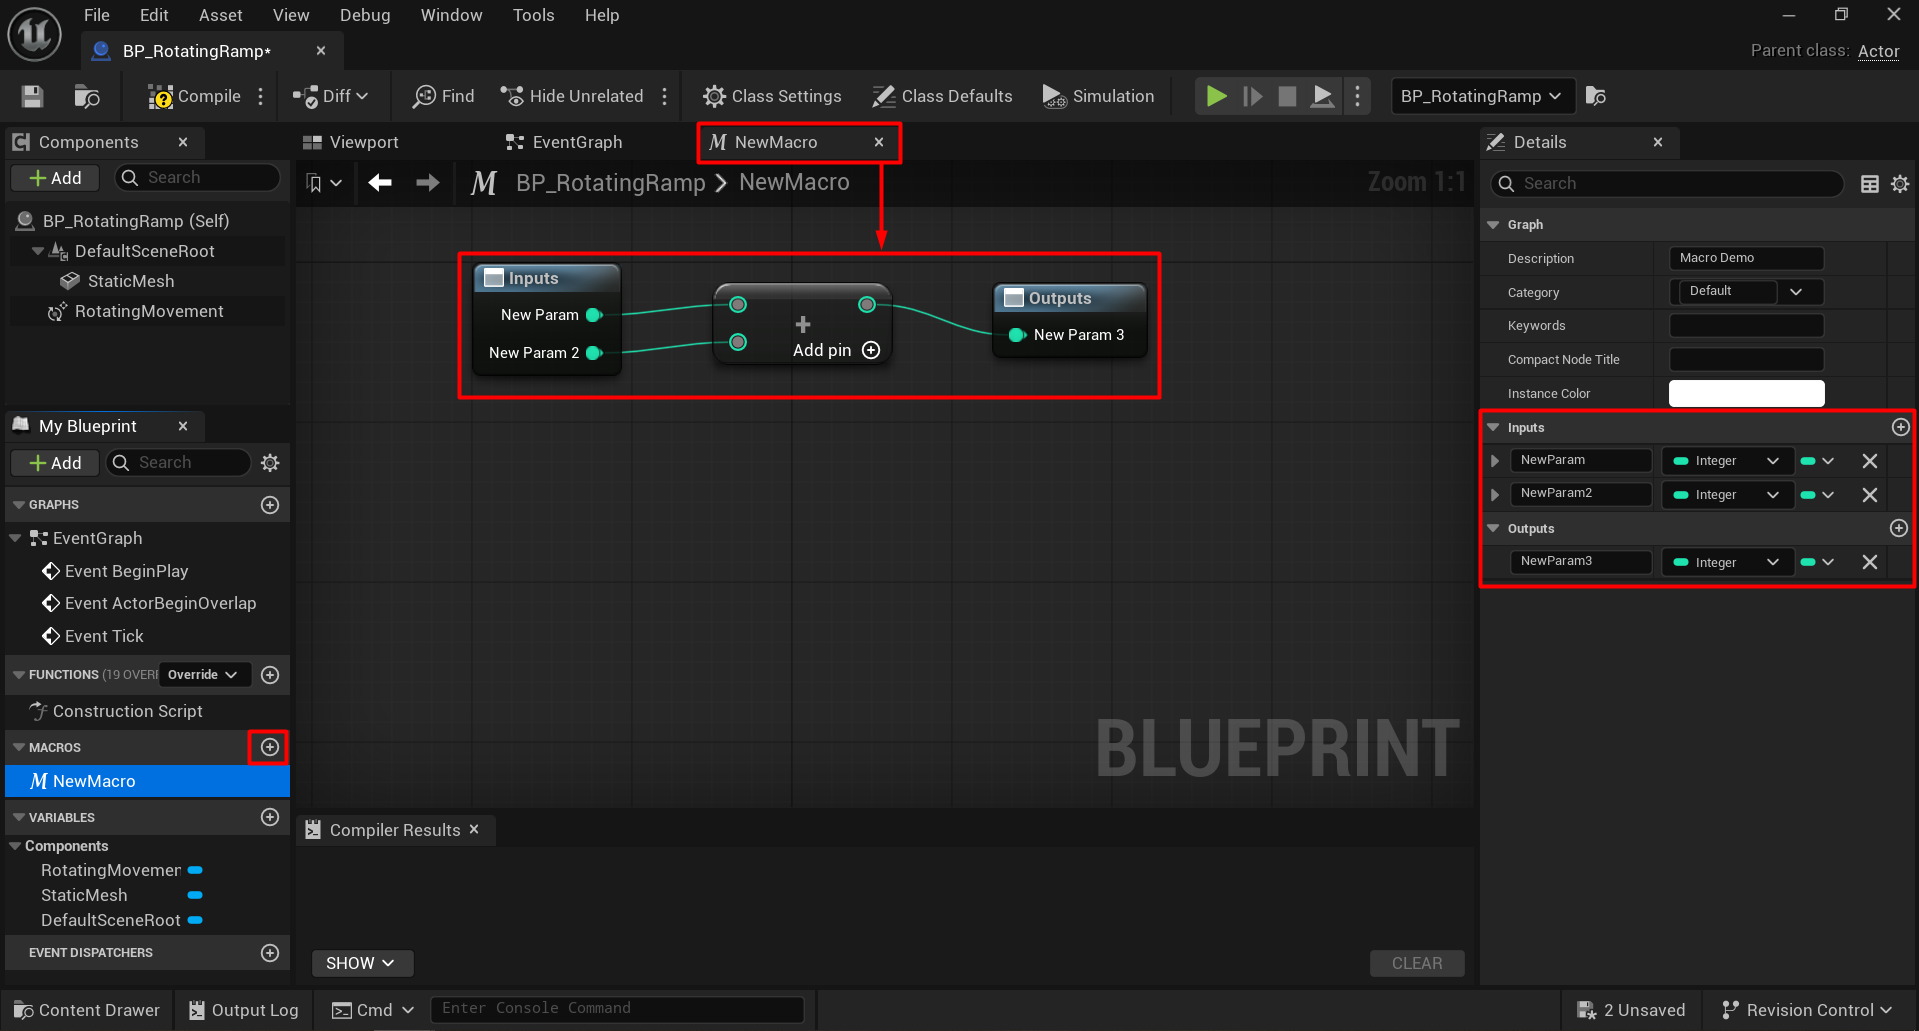 File Edit Asset View Debug Window Tools Help
BP_RotatingRamp*
Parent class: Actor
Compile Diff Find Hide Unrelated Class Settings Class Defaults Simulation BP_RotatingRamp
Components
Add Search
BP_RotatingRamp (Self)
DefaultSceneRoot
StaticMesh
RotatingMovement
My Blueprint
Add Search
GRAPHS
EventGraph
Event BeginPlay
Event ActorBeginOverlap
Event Tick
FUNCTIONS (19 OVERR Override
Construction Script
MACROS
NewMacro
VARIABLES
Components
RotatingMovemen
StaticMesh
DefaultSceneRoot
EVENT DISPATCHERS
Viewport EventGraph NewMacro
BP_RotatingRamp > NewMacro Zoom 1:1
Inputs
New Param
New Param 2
Add pin
Outputs
New Param 3
BLUEPRINT
Compiler Results
SHOW CLEAR
Details
Search
Graph
Description Macro Demo
Category Default
Keywords
Compact Node Title
Instance Color
Inputs
NewParam Integer
NewParam2 Integer
Outputs
NewParam3 Integer
Content Drawer Output Log Cmd Enter Console Command 2 Unsaved Revision Control